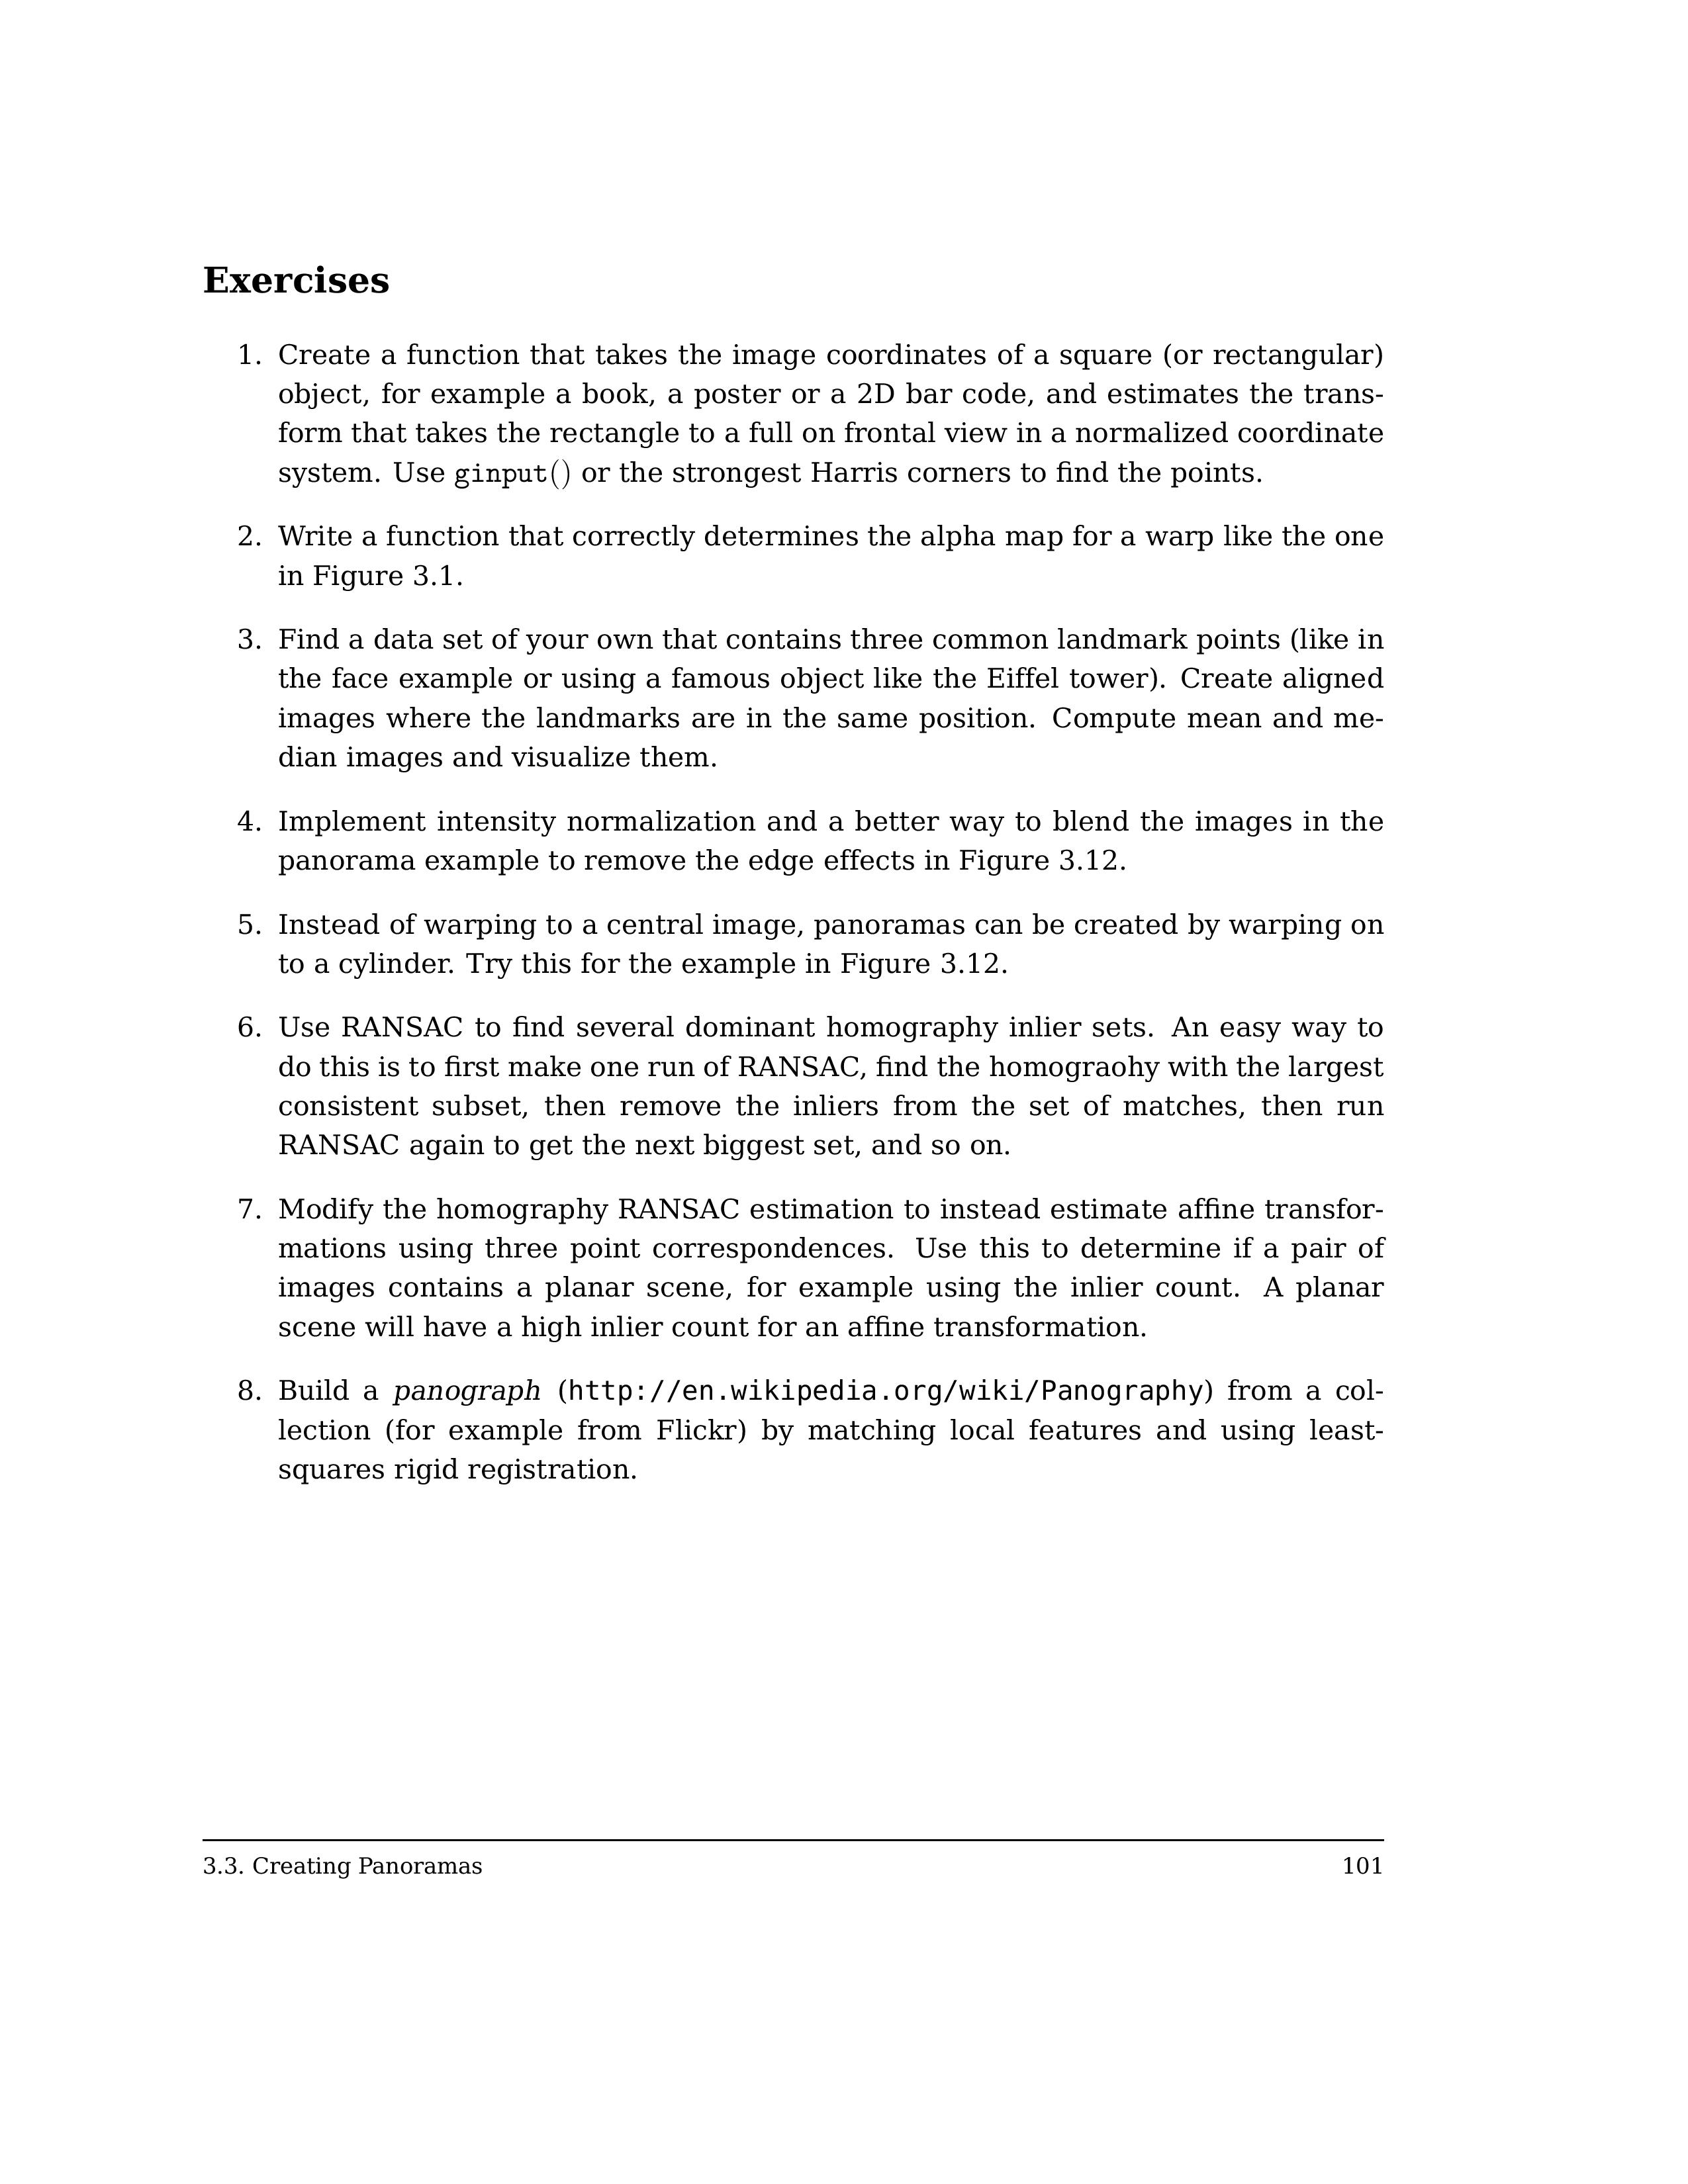 Exercises
1. Create a function that takes the image coordinates of a square (or rectangular)
object, for example a book, a poster or a 2D bar code, and estimates the trans-
form that takes the rectangle to a full on frontal view in a normalized coordinate
system. Use ginput() or the strongest Harris corners to find the points.
2. Write a function that correctly determines the alpha map for a warp like the one
in Figure 3.1.
3. Find a data set of your own that contains three common landmark points (like in
the face example or using a famous object like the Eiffel tower). Create aligned
images where the landmarks are in the same position. Compute mean and me-
dian images and visualize them.
4. Implement intensity normalization and a better way to blend the images in the
panorama example to remove the edge effects in Figure 3.12.
5. Instead of warping to a central image, panoramas can be created by warping on
to a cylinder. Try this for the example in Figure 3.12.
6. Use RANSAC to find several dominant homography inlier sets. An easy way to
do this is to first make one run of RANSAC, find the homograohy with the largest
consistent subset, then remove the inliers from the set of matches, then run
RANSAC again to get the next biggest set, and so on.
7. Modify the homography RANSAC estimation to instead estimate affine transfor-
mations using three point correspondences. Use this to determine if a pair of
images contains a planar scene, for example using the inlier count. A planar
scene will have a high inlier count for an affine transformation.
8. Build a panograph (http://en.wikipedia.org/wiki/Panography) from a col-
lection (for example from Flickr) by matching local features and using least-
squares rigid registration.
3.3. Creating Panoramas 101